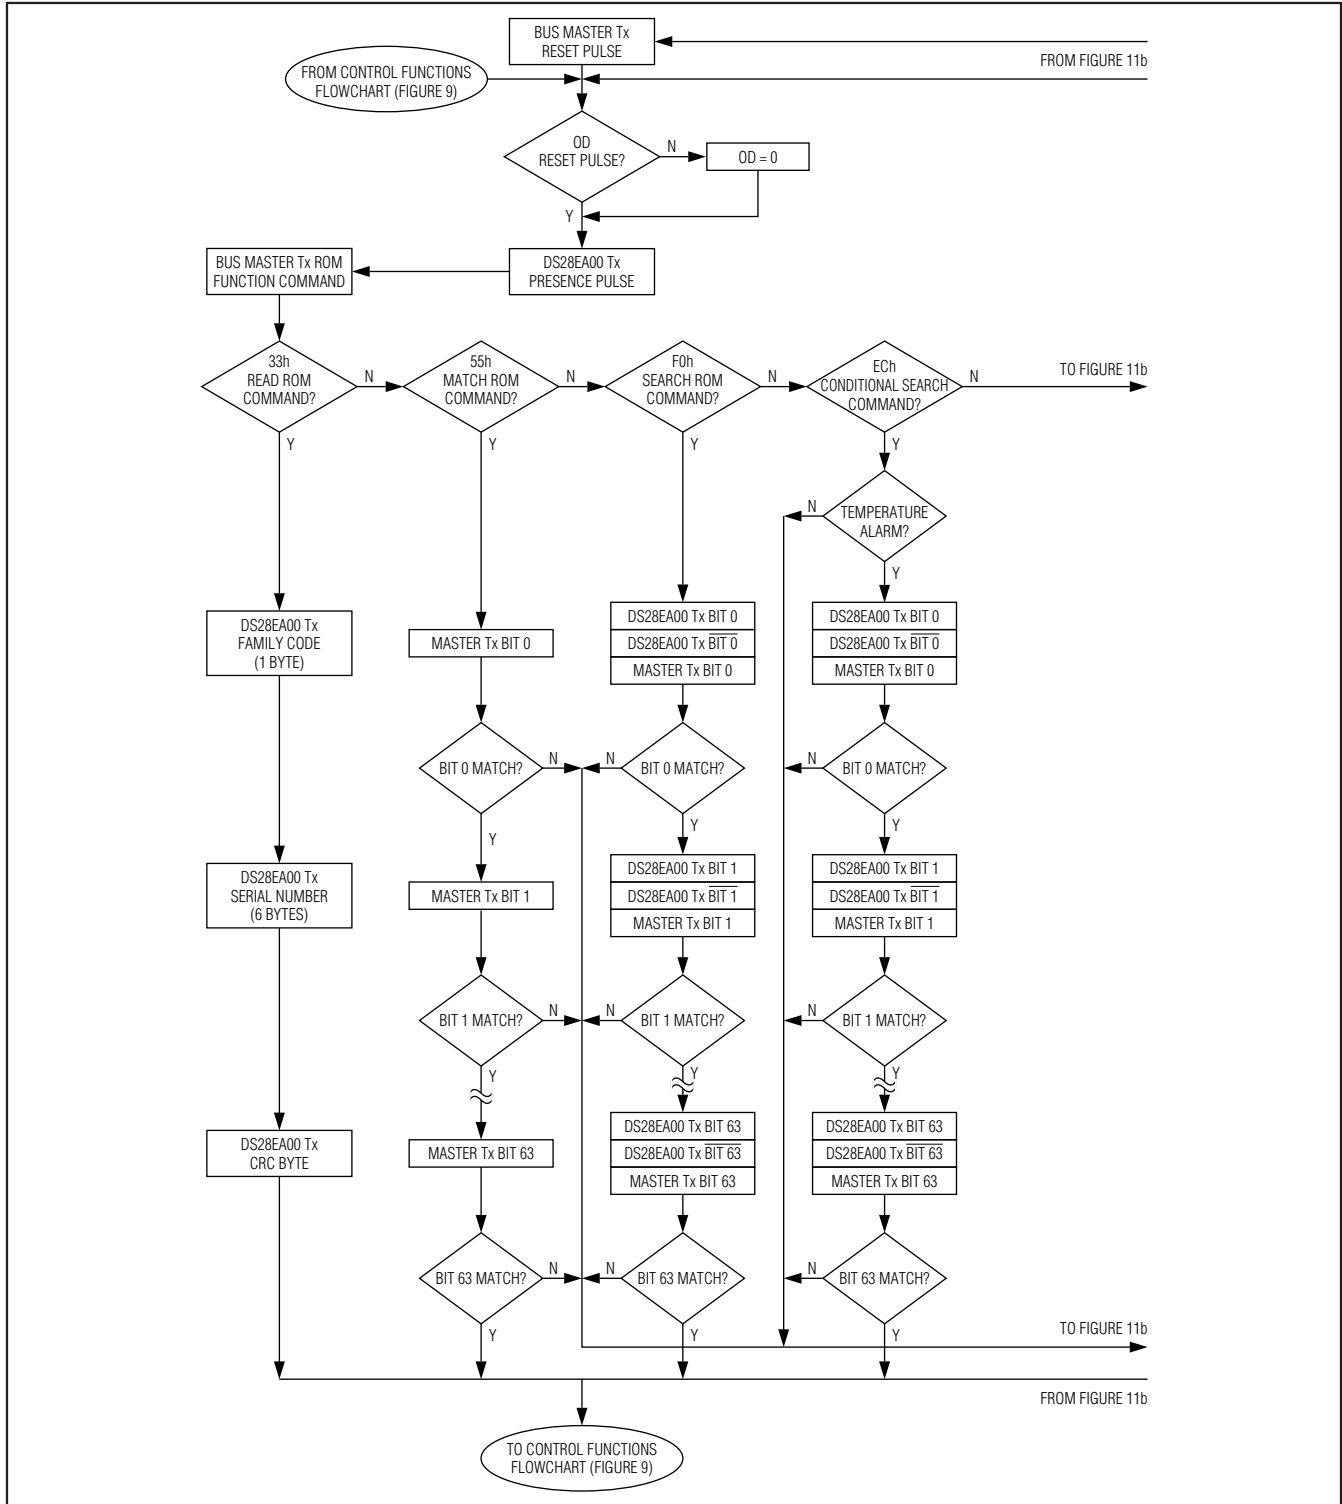 BUS MASTER Tx
RESET PULSE
FROM FIGURE 11b
FROM CONTROL FUNCTIONS
FLOWCHART (FIGURE 9)
OD
RESET PULSE?
N
OD = 0
Y
BUS MASTER Tx ROM
FUNCTION COMMAND
DS28EA00 Tx
PRESENCE PULSE
33h
READ ROM
COMMAND?
N
55h
MATCH ROM
COMMAND?
N
F0h
SEARCH ROM
COMMAND?
N
ECh
CONDITIONAL SEARCH
COMMAND?
N
TO FIGURE 11b
Y
Y
Y
Y
N
TEMPERATURE
ALARM?
Y
DS28EA00 Tx
FAMILY CODE
(1 BYTE)
MASTER Tx BIT 0
DS28EA00 Tx BIT 0
DS28EA00 Tx BIT 0
MASTER Tx BIT 0
DS28EA00 Tx BIT 0
DS28EA00 Tx BIT 0
MASTER Tx BIT 0
BIT 0 MATCH?
N
N
BIT 0 MATCH?
N
BIT 0 MATCH?
Y
Y
Y
DS28EA00 Tx
SERIAL NUMBER
(6 BYTES)
MASTER Tx BIT 1
DS28EA00 Tx BIT 1
DS28EA00 Tx BIT 1
MASTER Tx BIT 1
DS28EA00 Tx BIT 1
DS28EA00 Tx BIT 1
MASTER Tx BIT 1
BIT 1 MATCH?
N
N
BIT 1 MATCH?
N
BIT 1 MATCH?
Y
Y
Y
DS28EA00 Tx
CRC BYTE
MASTER Tx BIT 63
DS28EA00 Tx BIT 63
DS28EA00 Tx BIT 63
MASTER Tx BIT 63
DS28EA00 Tx BIT 63
DS28EA00 Tx BIT 63
MASTER Tx BIT 63
BIT 63 MATCH?
N
N
BIT 63 MATCH?
N
BIT 63 MATCH?
Y
Y
Y
TO FIGURE 11b
FROM FIGURE 11b
TO CONTROL FUNCTIONS
FLOWCHART (FIGURE 9)